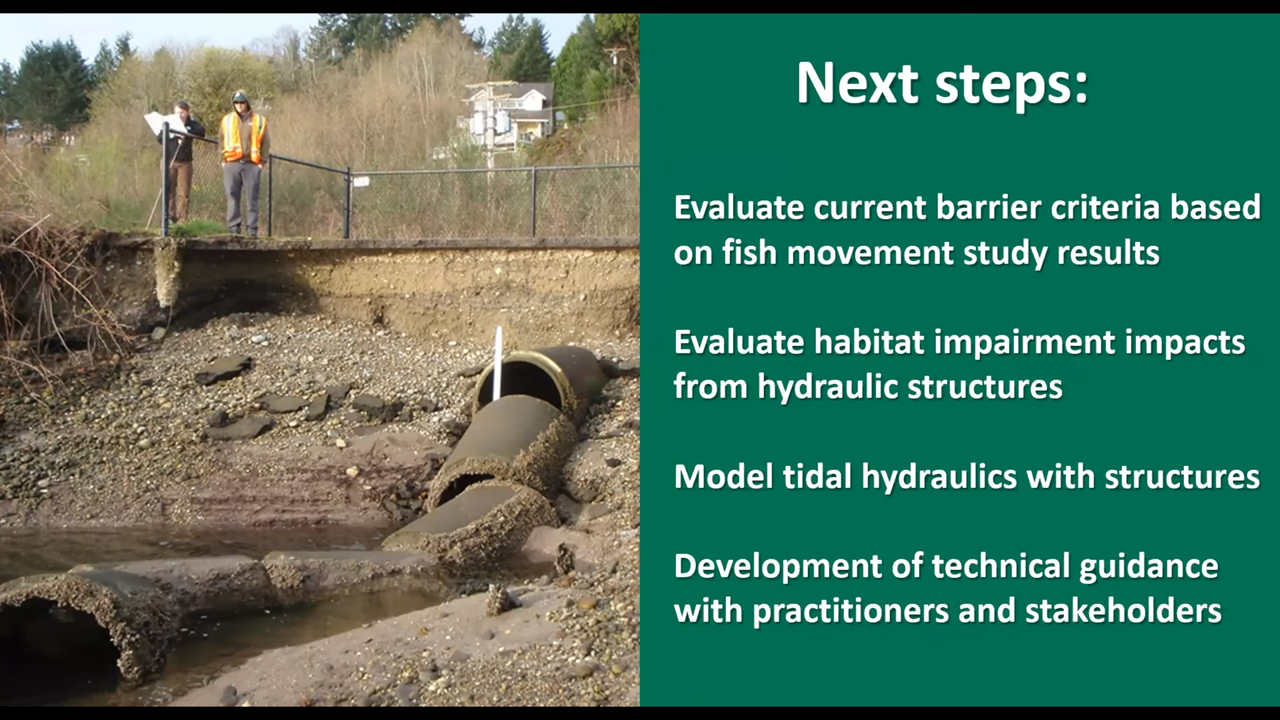 Next steps:
Evaluate current barrier criteria based
on fish movement study results
Evaluate habitat impairment impacts
from hydraulic structures
Model tidal hydraulics with structures
Development of technical guidance
with practitioners and stakeholders